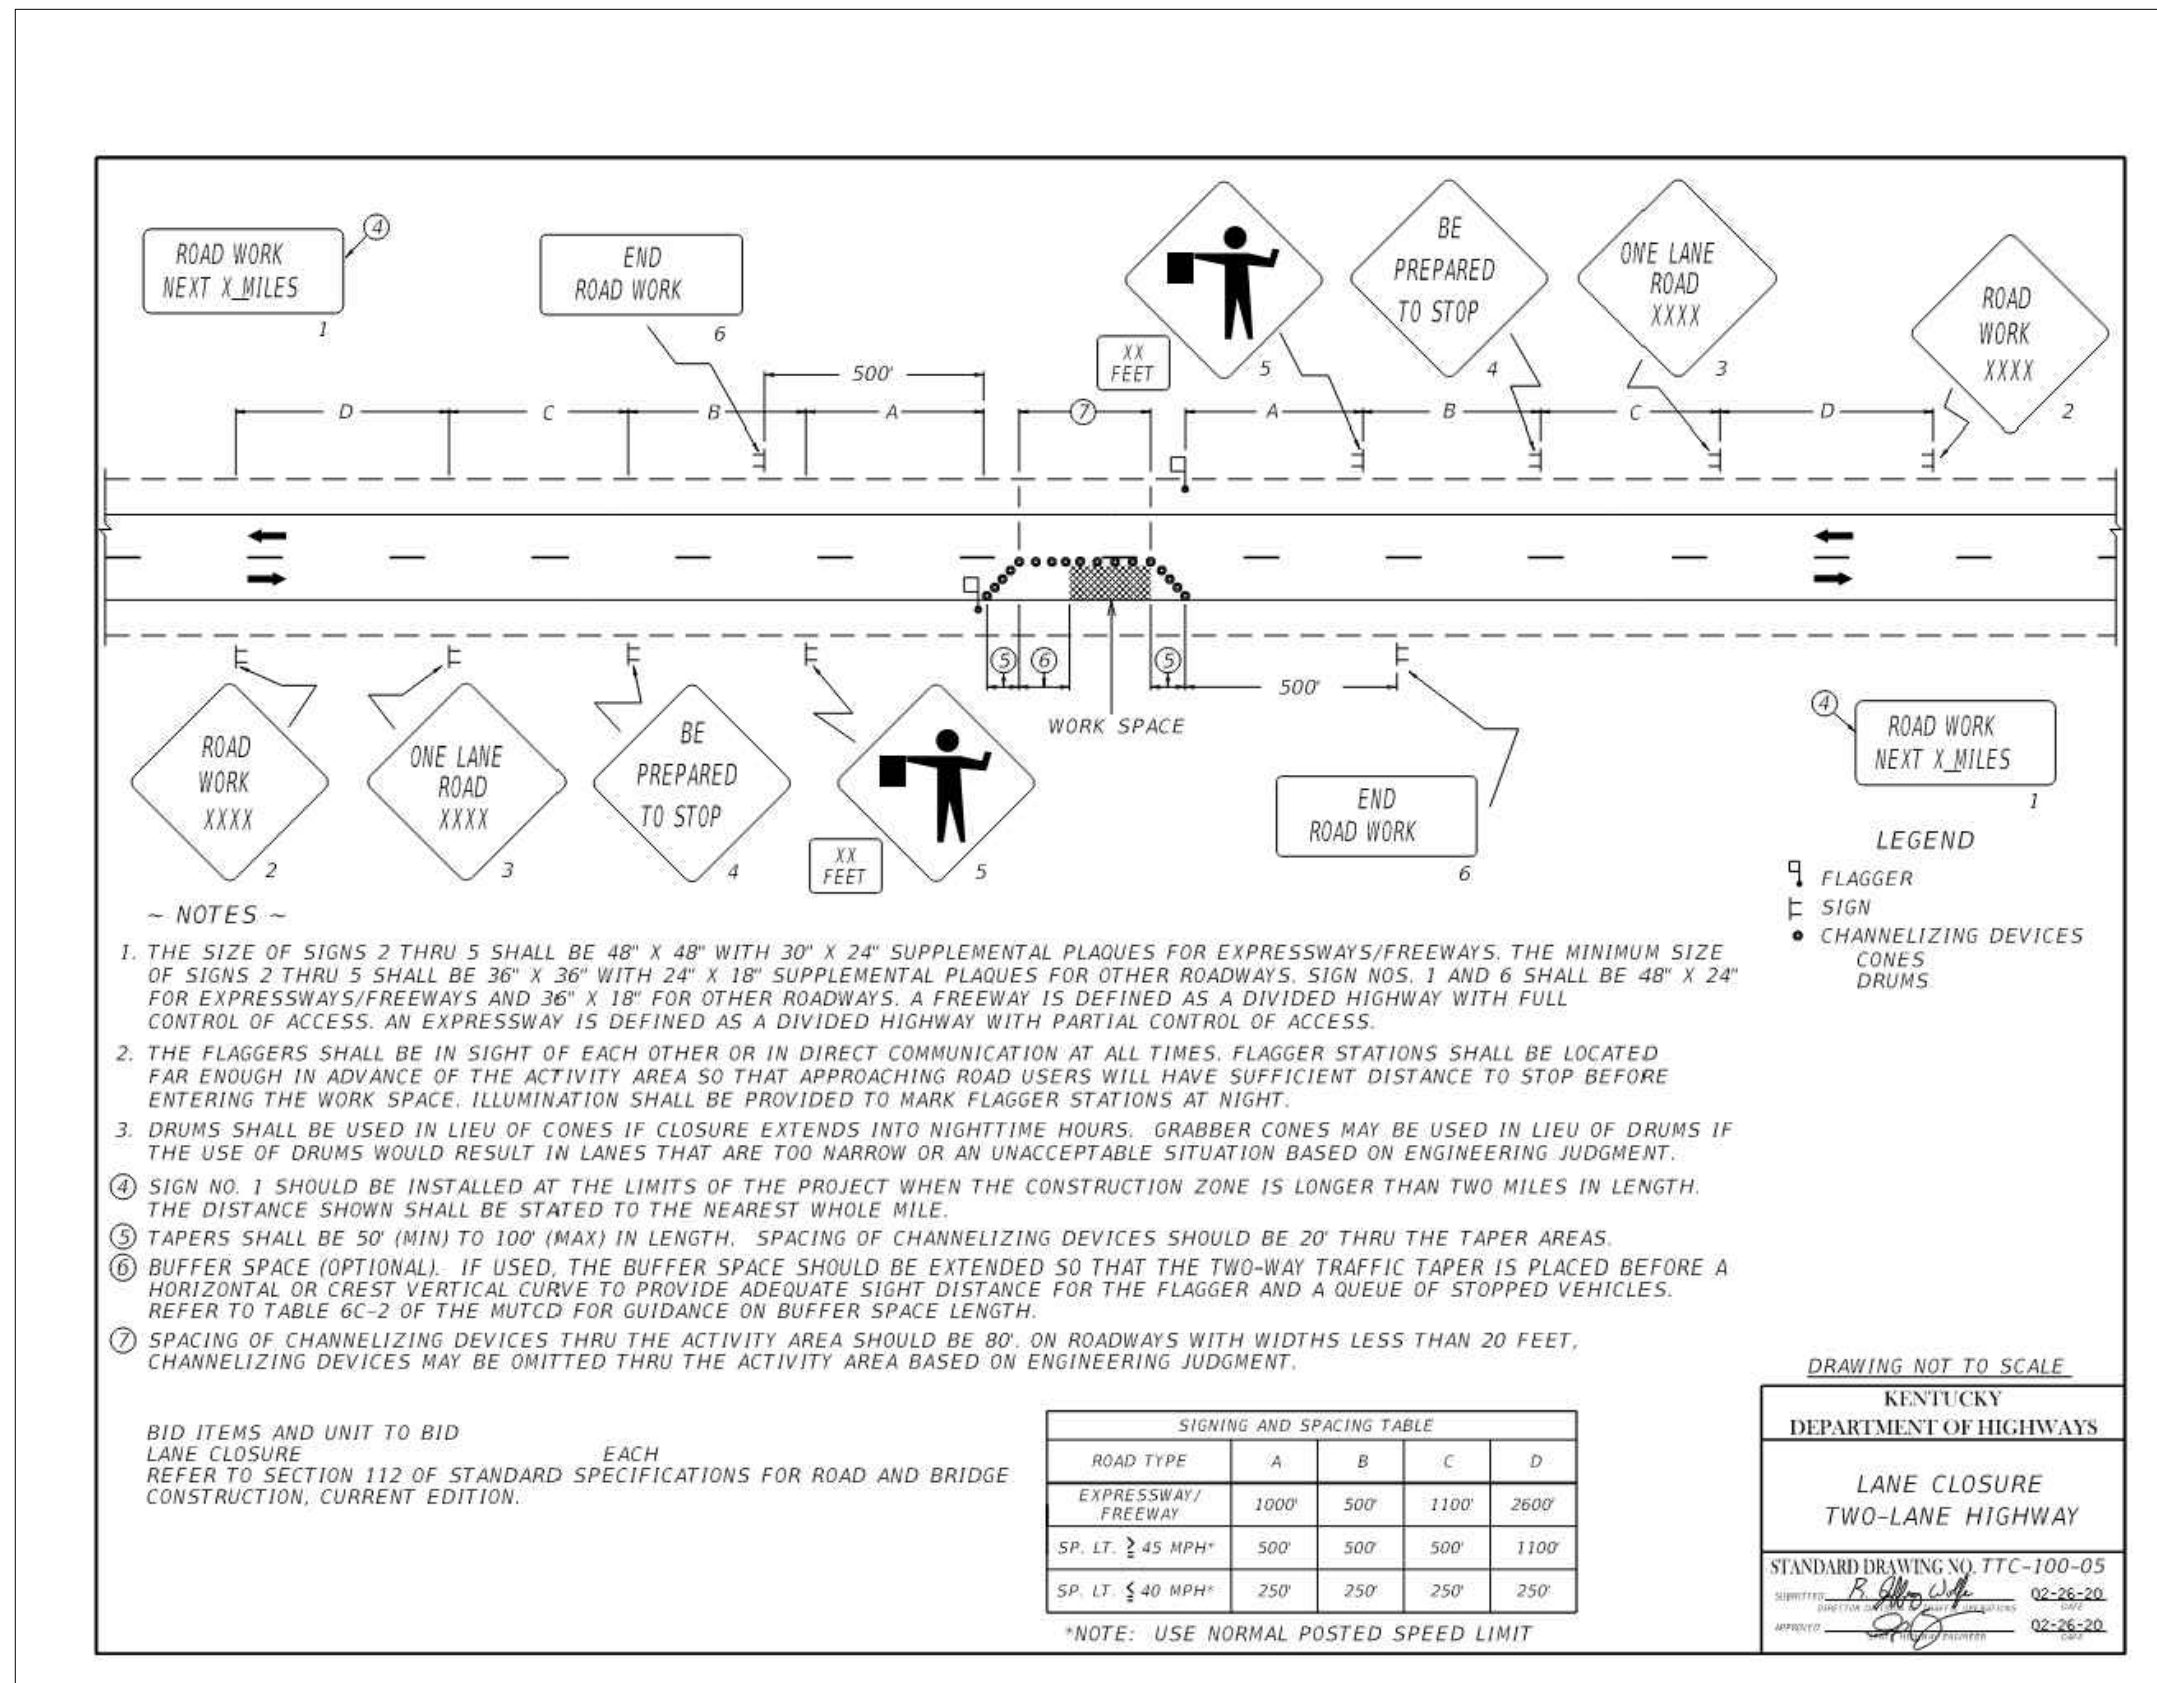 ROAD WORK
NEXT X MILES
1
4
END
ROAD WORK
6
500'
D
C
B
A
XX
FEET
5
BE
PREPARED
TO STOP
4
ONE LANE
ROAD
XXXX
3
ROAD
WORK
XXXX
2
7
A
B
C
D
5
6
5
500'
WORK SPACE
ROAD
WORK
XXXX
2
ONE LANE
ROAD
XXXX
3
BE
PREPARED
TO STOP
4
XX
FEET
5
END
ROAD WORK
6
4
ROAD WORK
NEXT X MILES
1
LEGEND
FLAGGER
SIGN
CHANNELIZING DEVICES
CONES
DRUMS
~ NOTES ~
1. THE SIZE OF SIGNS 2 THRU 5 SHALL BE 48" X 48" WITH 30" X 24" SUPPLEMENTAL PLAQUES FOR EXPRESSWAYS/FREEWAYS. THE MINIMUM SIZE
OF SIGNS 2 THRU 5 SHALL BE 36" X 36" WITH 24" X 18" SUPPLEMENTAL PLAQUES FOR OTHER ROADWAYS. SIGN NOS. 1 AND 6 SHALL BE 48" X 24"
FOR EXPRESSWAYS/FREEWAYS AND 36" X 18" FOR OTHER ROADWAYS. A FREEWAY IS DEFINED AS A DIVIDED HIGHWAY WITH FULL
CONTROL OF ACCESS. AN EXPRESSWAY IS DEFINED AS A DIVIDED HIGHWAY WITH PARTIAL CONTROL OF ACCESS.
2. THE FLAGGERS SHALL BE IN SIGHT OF EACH OTHER OR IN DIRECT COMMUNICATION AT ALL TIMES. FLAGGER STATIONS SHALL BE LOCATED
FAR ENOUGH IN ADVANCE OF THE ACTIVITY AREA SO THAT APPROACHING ROAD USERS WILL HAVE SUFFICIENT DISTANCE TO STOP BEFORE
ENTERING THE WORK SPACE. ILLUMINATION SHALL BE PROVIDED TO MARK FLAGGER STATIONS AT NIGHT.
3. DRUMS SHALL BE USED IN LIEU OF CONES IF CLOSURE EXTENDS INTO NIGHTTIME HOURS. GRABBER CONES MAY BE USED IN LIEU OF DRUMS IF
THE USE OF DRUMS WOULD RESULT IN LANES THAT ARE TOO NARROW OR AN UNACCEPTABLE SITUATION BASED ON ENGINEERING JUDGMENT.
4 SIGN NO. 1 SHOULD BE INSTALLED AT THE LIMITS OF THE PROJECT WHEN THE CONSTRUCTION ZONE IS LONGER THAN TWO MILES IN LENGTH.
THE DISTANCE SHOWN SHALL BE STATED TO THE NEAREST WHOLE MILE.
5 TAPERS SHALL BE 50' (MIN) TO 100' (MAX) IN LENGTH. SPACING OF CHANNELIZING DEVICES SHOULD BE 20' THRU THE TAPER AREAS.
6 BUFFER SPACE (OPTIONAL). IF USED, THE BUFFER SPACE SHOULD BE EXTENDED SO THAT THE TWO-WAY TRAFFIC TAPER IS PLACED BEFORE A
HORIZONTAL OR CREST VERTICAL CURVE TO PROVIDE ADEQUATE SIGHT DISTANCE FOR THE FLAGGER AND A QUEUE OF STOPPED VEHICLES.
REFER TO TABLE 6C-2 OF THE MUTCD FOR GUIDANCE ON BUFFER SPACE LENGTH.
7 SPACING OF CHANNELIZING DEVICES THRU THE ACTIVITY AREA SHOULD BE 80'. ON ROADWAYS WITH WIDTHS LESS THAN 20 FEET,
CHANNELIZING DEVICES MAY BE OMITTED THRU THE ACTIVITY AREA BASED ON ENGINEERING JUDGMENT.
BID ITEMS AND UNIT TO BID
LANE CLOSURE EACH
REFER TO SECTION 112 OF STANDARD SPECIFICATIONS FOR ROAD AND BRIDGE
CONSTRUCTION, CURRENT EDITION.
SIGNING AND SPACING TABLE
ROAD TYPE A B C D
EXPRESSWAY/
FREEWAY 1000' 500' 1100' 2600'
SP. LT. ≥ 45 MPH* 500' 500' 500' 1100'
SP. LT. ≤ 40 MPH* 250' 250' 250' 250'
*NOTE: USE NORMAL POSTED SPEED LIMIT
DRAWING NOT TO SCALE
KENTUCKY
DEPARTMENT OF HIGHWAYS
LANE CLOSURE
TWO-LANE HIGHWAY
STANDARD DRAWING NO. TTC-100-05
SUBMITTED 02-26-20
DATE
APPROVED 02-26-20
DATE